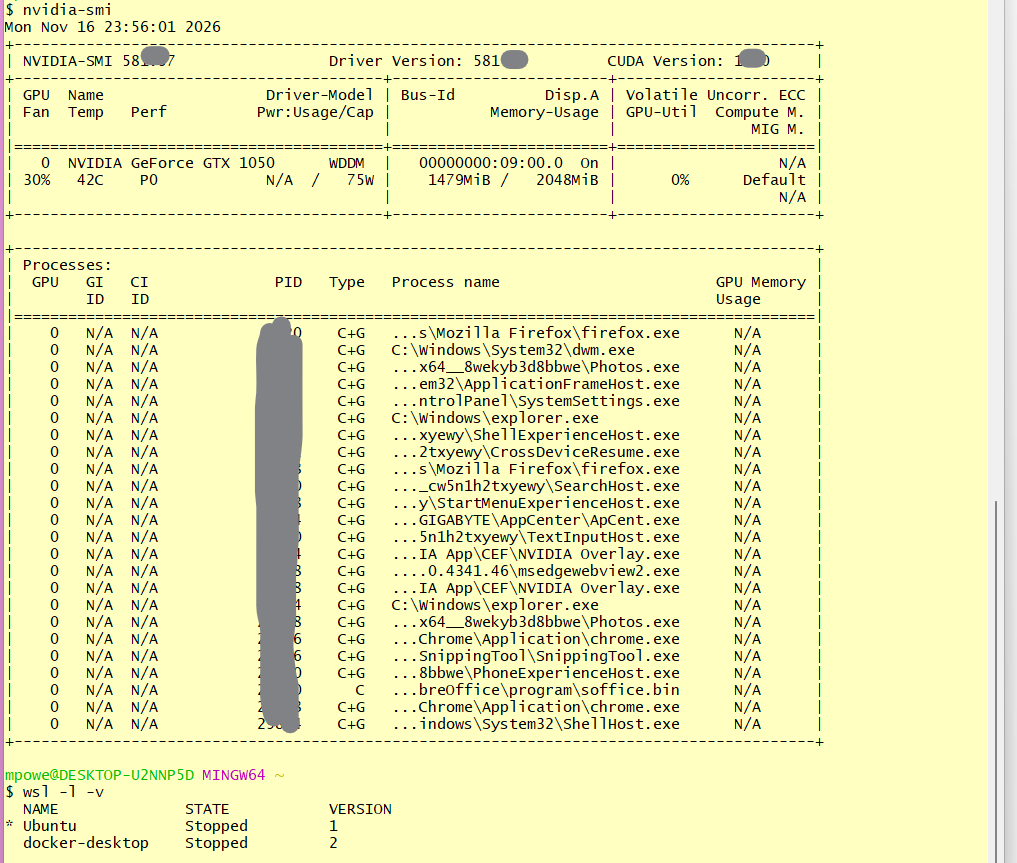 $ nvidia-smi
Mon Nov 16 23:56:01 2026
+-----------------------------------------------------------------------------------------+
| NVIDIA-SMI Driver Version: CUDA Version: |
+-----------------------------------------+------------------------+----------------------+
| GPU  Name                  Driver-Model | Bus-Id          Disp.A | Volatile Uncorr. ECC |
| Fan  Temp   Perf          Pwr:Usage/Cap |           Memory-Usage | GPU-Util  Compute M. |
|                                         |                        |               MIG M. |
|=========================================+========================+======================|
|   0  NVIDIA GeForce GTX 1050      WDDM  |   00000000:09:00.0  On |                  N/A |
| 30%   42C    P0             N/A /   75W |    1479MiB /   2048MiB |      0%      Default |
|                                         |                        |                  N/A |
+-----------------------------------------+------------------------+----------------------+
+-----------------------------------------------------------------------------------------+
| Processes:                                                                              |
|  GPU   GI   CI              PID   Type   Process name                        GPU Memory |
|        ID   ID                                                               Usage      |
|=========================================================================================|
|    0   N/A  N/A                    C+G   ...s\Mozilla Firefox\firefox.exe      N/A      |
|    0   N/A  N/A                    C+G   C:\Windows\System32\dwm.exe           N/A      |
|    0   N/A  N/A                    C+G   ...x64__8wekyb3d8bbwe\Photos.exe      N/A      |
|    0   N/A  N/A                    C+G   ...em32\ApplicationFrameHost.exe      N/A      |
|    0   N/A  N/A                    C+G   ...ntrolPanel\SystemSettings.exe      N/A      |
|    0   N/A  N/A                    C+G   C:\Windows\explorer.exe               N/A      |
|    0   N/A  N/A                    C+G   ...xyewy\ShellExperienceHost.exe      N/A      |
|    0   N/A  N/A                    C+G   ...2txyewy\CrossDeviceResume.exe      N/A      |
|    0   N/A  N/A                    C+G   ...s\Mozilla Firefox\firefox.exe      N/A      |
|    0   N/A  N/A                    C+G   ..._cw5n1h2txyewy\SearchHost.exe      N/A      |
|    0   N/A  N/A                    C+G   ...y\StartMenuExperienceHost.exe      N/A      |
|    0   N/A  N/A                    C+G   ...GIGABYTE\AppCenter\ApCent.exe      N/A      |
|    0   N/A  N/A                    C+G   ...5n1h2txyewy\TextInputHost.exe      N/A      |
|    0   N/A  N/A                    C+G   ...IA App\CEF\NVIDIA Overlay.exe      N/A      |
|    0   N/A  N/A                    C+G   ....0.4341.46\msedgewebview2.exe      N/A      |
|    0   N/A  N/A                    C+G   ...IA App\CEF\NVIDIA Overlay.exe      N/A      |
|    0   N/A  N/A                    C+G   C:\Windows\explorer.exe               N/A      |
|    0   N/A  N/A                    C+G   ...x64__8wekyb3d8bbwe\Photos.exe      N/A      |
|    0   N/A  N/A                    C+G   ...Chrome\Application\chrome.exe      N/A      |
|    0   N/A  N/A                    C+G   ...SnippingTool\SnippingTool.exe      N/A      |
|    0   N/A  N/A                    C+G   ...8bbwe\PhoneExperienceHost.exe      N/A      |
|    0   N/A  N/A                      C   ...breOffice\program\soffice.bin      N/A      |
|    0   N/A  N/A                    C+G   ...Chrome\Application\chrome.exe      N/A      |
|    0   N/A  N/A                    C+G   ...indows\System32\ShellHost.exe      N/A      |
+-----------------------------------------------------------------------------------------+
mpowe@DESKTOP-U2NNP5D MINGW64 ~
$ wsl -l -v
  NAME              STATE           VERSION
* Ubuntu            Stopped         1
  docker-desktop    Stopped         2